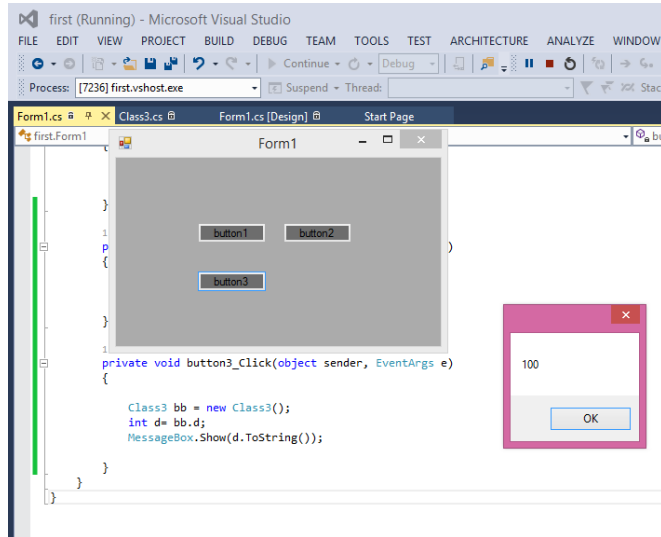 first (Running) - Microsoft Visual Studio
FILE EDIT VIEW PROJECT BUILD DEBUG TEAM TOOLS TEST ARCHITECTURE ANALYZE WINDOW
Continue Debug
Process: [7236] first.vshost.exe Suspend Thread: Stac
Form1.cs Class3.cs Form1.cs [Design] Start Page
first.Form1 bu
Form1
button1 button2
button3
}
)
{
}
private void button3_Click(object sender, EventArgs e)
{
Class3 bb = new Class3();
int d= bb.d;
MessageBox.Show(d.ToString());
}
}
}
100
OK